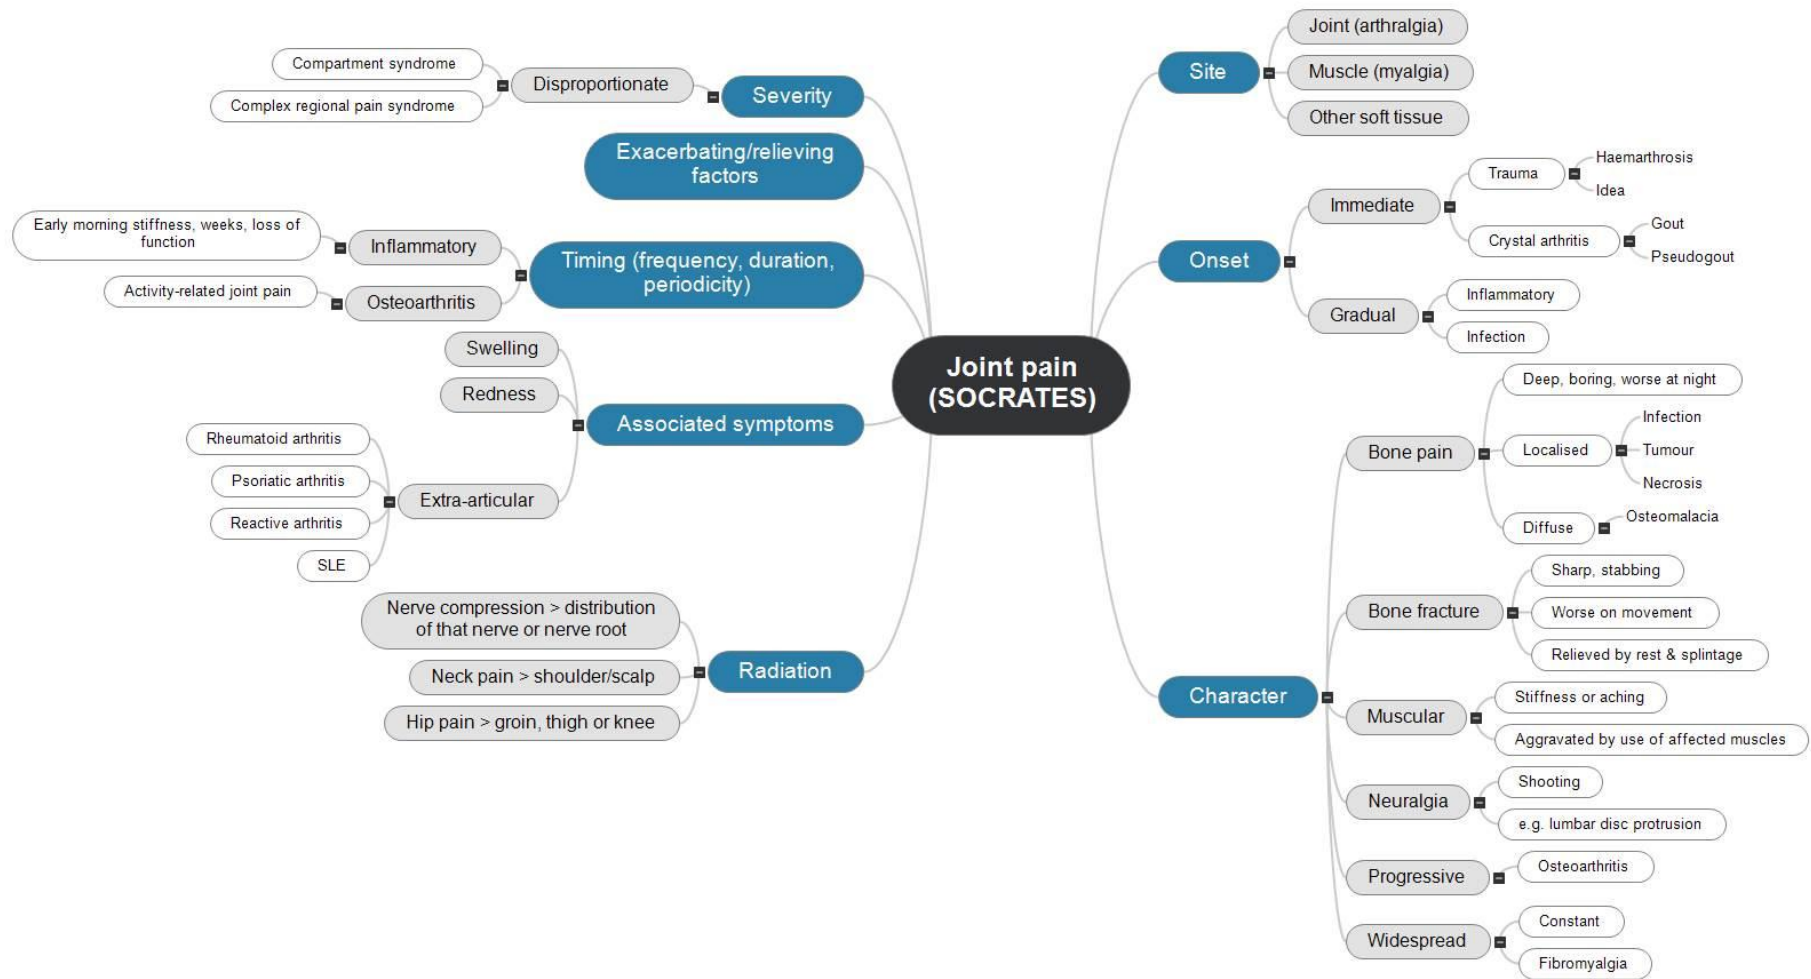 Joint pain
(SOCRATES)
Site
Joint (arthralgia)
Muscle (myalgia)
Other soft tissue
Onset
Immediate
Trauma
Haemarthrosis
Idea
Crystal arthritis
Gout
Pseudogout
Gradual
Inflammatory
Infection
Character
Bone pain
Deep, boring, worse at night
Localised
Infection
Tumour
Necrosis
Diffuse
Osteomalacia
Bone fracture
Sharp, stabbing
Worse on movement
Relieved by rest & splintage
Muscular
Stiffness or aching
Aggravated by use of affected muscles
Neuralgia
Shooting
e.g. lumbar disc protrusion
Progressive
Osteoarthritis
Widespread
Constant
Fibromyalgia
Radiation
Nerve compression > distribution
of that nerve or nerve root
Neck pain > shoulder/scalp
Hip pain > groin, thigh or knee
Associated symptoms
Swelling
Redness
Extra-articular
Rheumatoid arthritis
Psoriatic arthritis
Reactive arthritis
SLE
Timing (frequency, duration,
periodicity)
Inflammatory
Early morning stiffness, weeks, loss of
function
Osteoarthritis
Activity-related joint pain
Exacerbating/relieving
factors
Severity
Disproportionate
Compartment syndrome
Complex regional pain syndrome